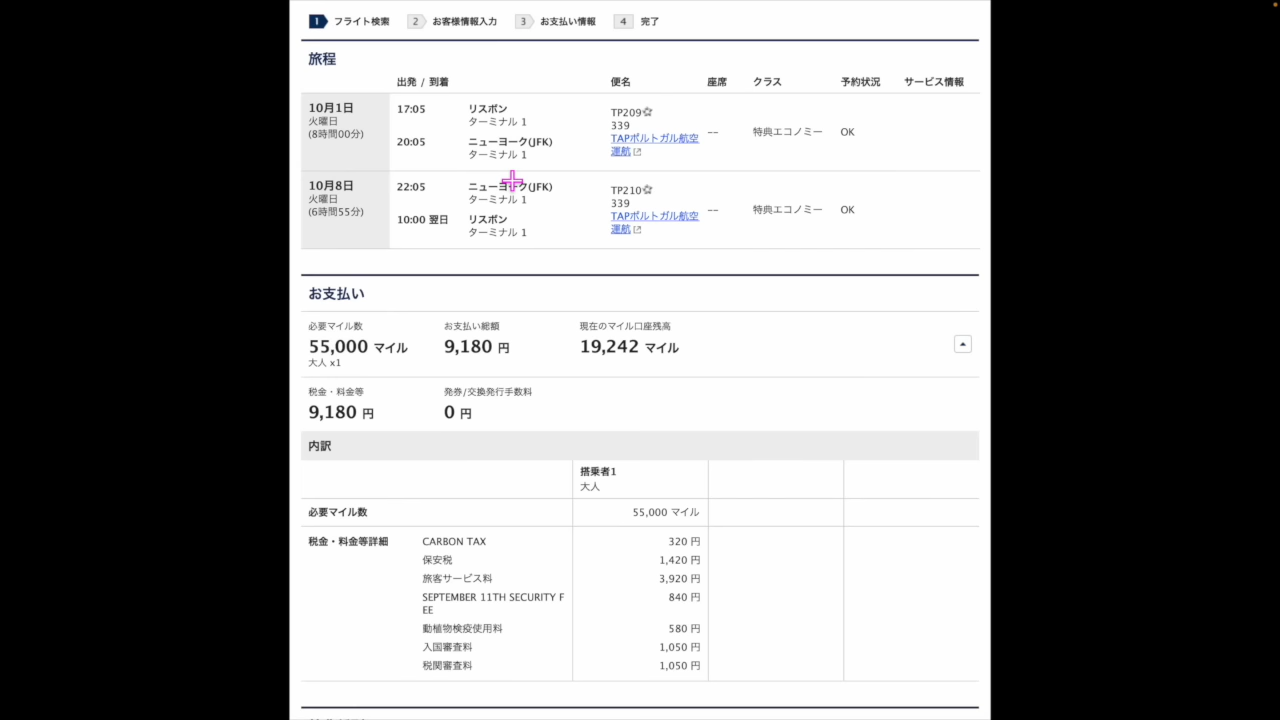 1 フライト検索 2 お客様情報入力 3 お支払い情報 4 完了
旅程
出発 / 到着 便名 座席 クラス 予約状況 サービス情報
10月1日
火曜日
(8時間00分)
17:05 リスボン
ターミナル 1
20:05 ニューヨーク(JFK)
ターミナル 1
TP209
339
TAPポルトガル航空
運航
-- 特典エコノミー OK
10月8日
火曜日
(6時間55分)
22:05 ニューヨーク(JFK)
ターミナル 1
10:00 翌日 リスボン
ターミナル 1
TP210
339
TAPポルトガル航空
運航
-- 特典エコノミー OK
お支払い
必要マイル数 お支払い総額 現在のマイル口座残高
55,000 マイル 9,180 円 19,242 マイル
大人 x1
税金・料金等 発券/交換発行手数料
9,180 円 0 円
内訳
搭乗者1
大人
必要マイル数 55,000 マイル
税金・料金等詳細 CARBON TAX 320 円
保安税 1,420 円
旅客サービス料 3,920 円
SEPTEMBER 11TH SECURITY F 840 円
EE
動植物検疫使用料 580 円
入国審査料 1,050 円
税関審査料 1,050 円